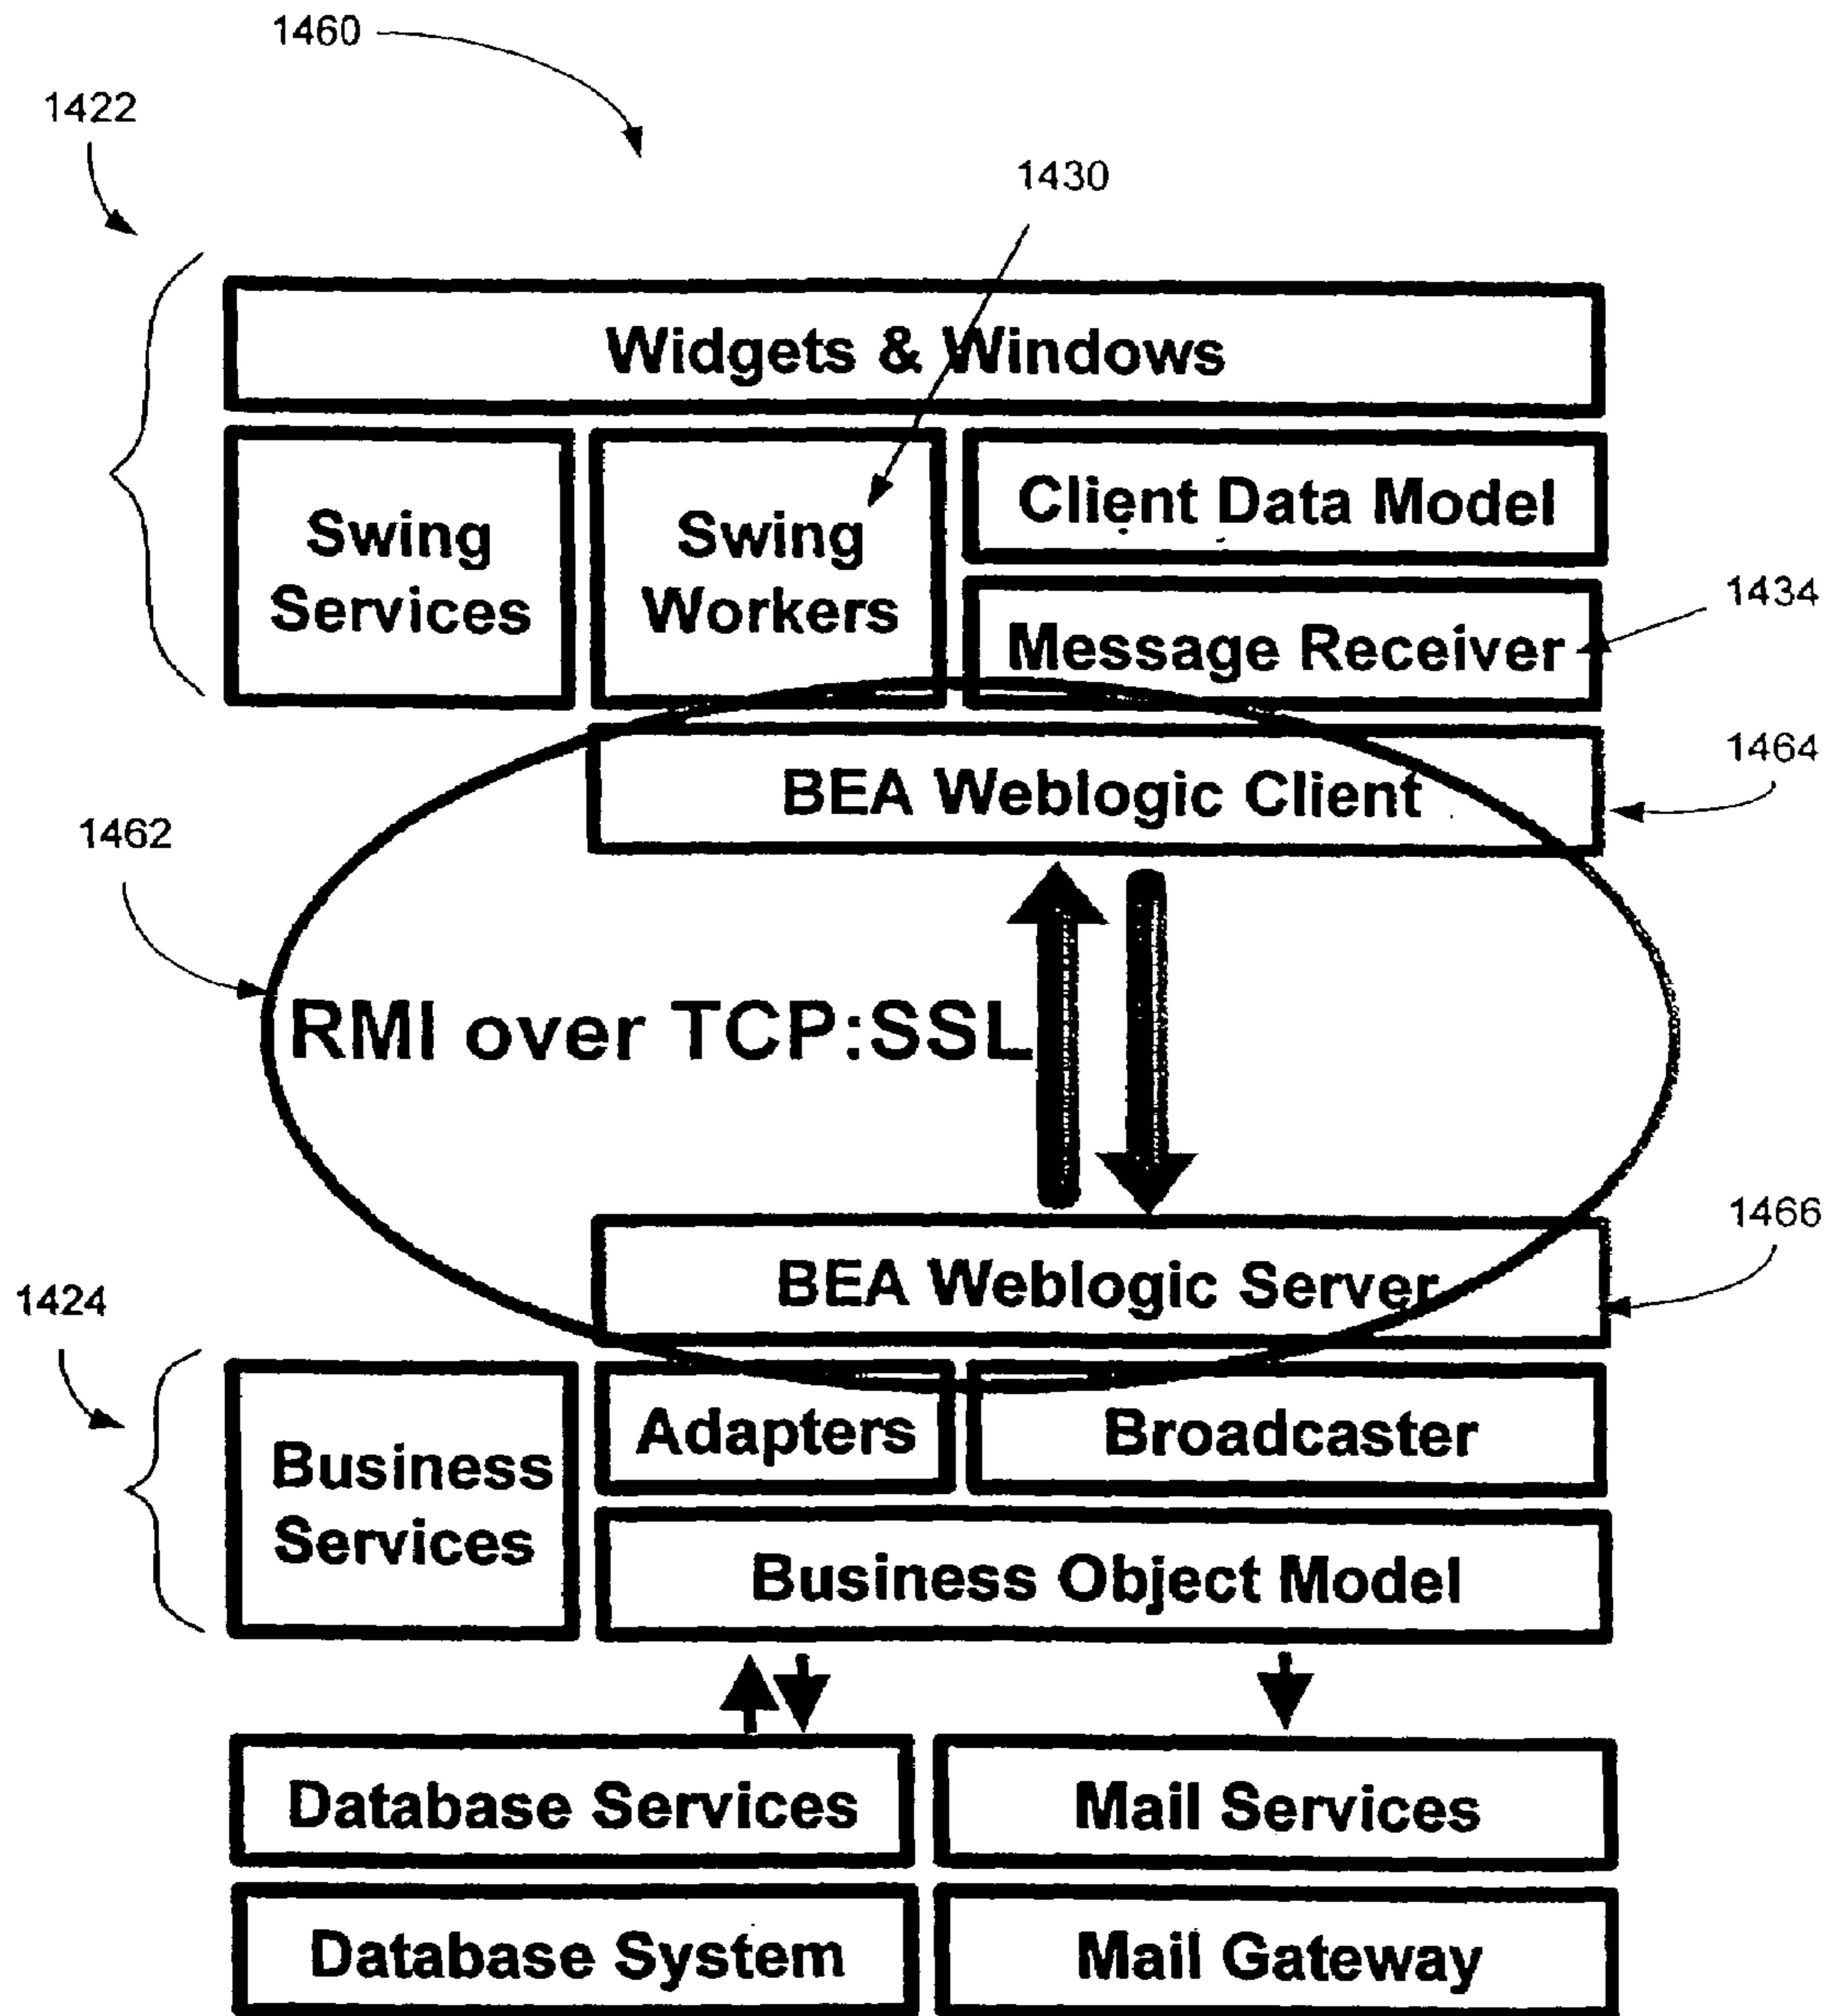 1460
1422
1430
Widgets & Windows
Swing
Services
Swing
Workers
Client Data Model
Message Receiver
1434
BEA Weblogic Client
1464
1462
RMI over TCP:SSL
1466
BEA Weblogic Server
1424
Business
Services
Adapters
Broadcaster
Business Object Model
Database Services
Mail Services
Database System
Mail Gateway